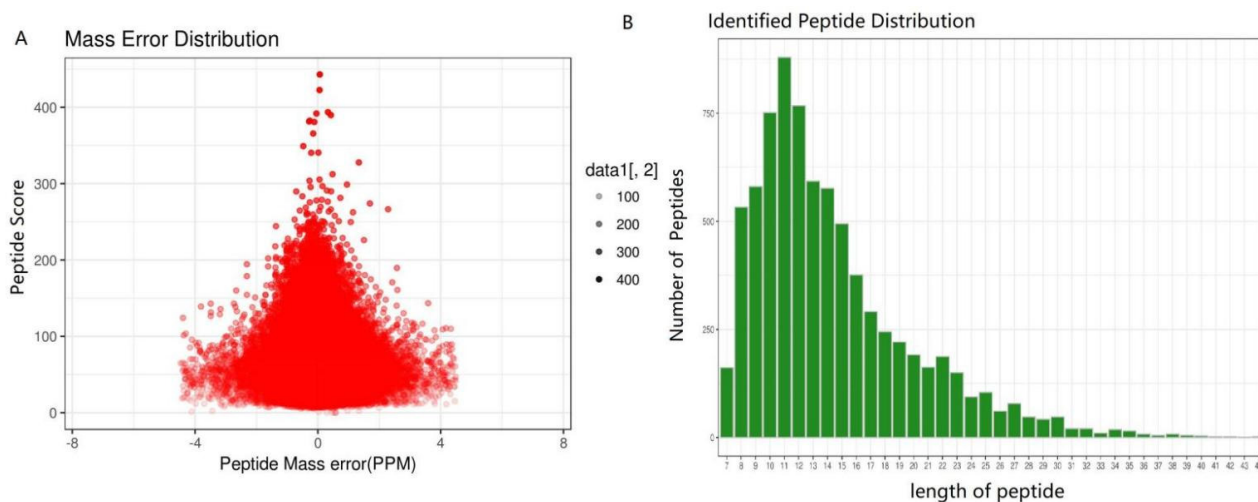 A
Mass Error Distribution
Peptide Score
400
300
200
100
0
-8
-4
0
4
8
Peptide Mass error(PPM)
data1[, 2]
100
200
300
400
B
Identified Peptide Distribution
Number of Peptides
750
500
250
0
7 8 9 10 11 12 13 14 15 16 17 18 19 20 21 22 23 24 25 26 27 28 29 30 31 32 33 34 35 36 37 38 39 40 41 42 43
length of peptide